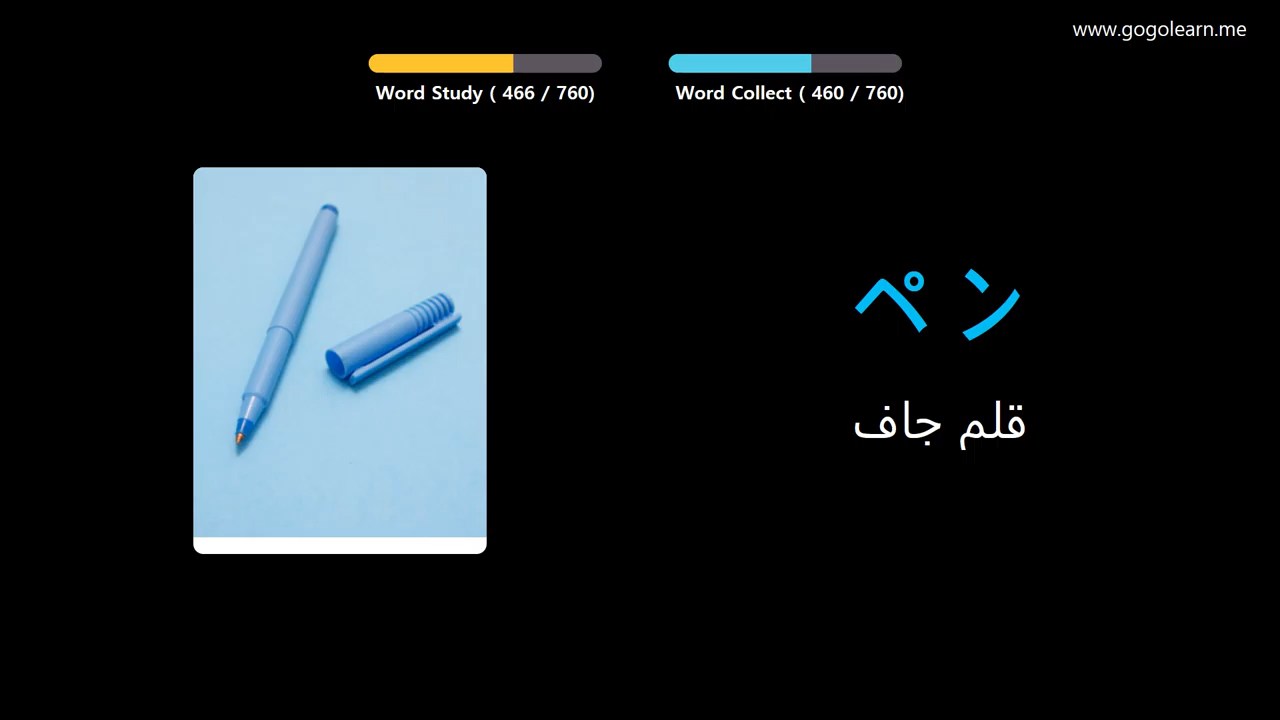 www.gogolearn.me
Word Study ( 466 / 760)
Word Collect ( 460 / 760)
ペン
قلم جاف